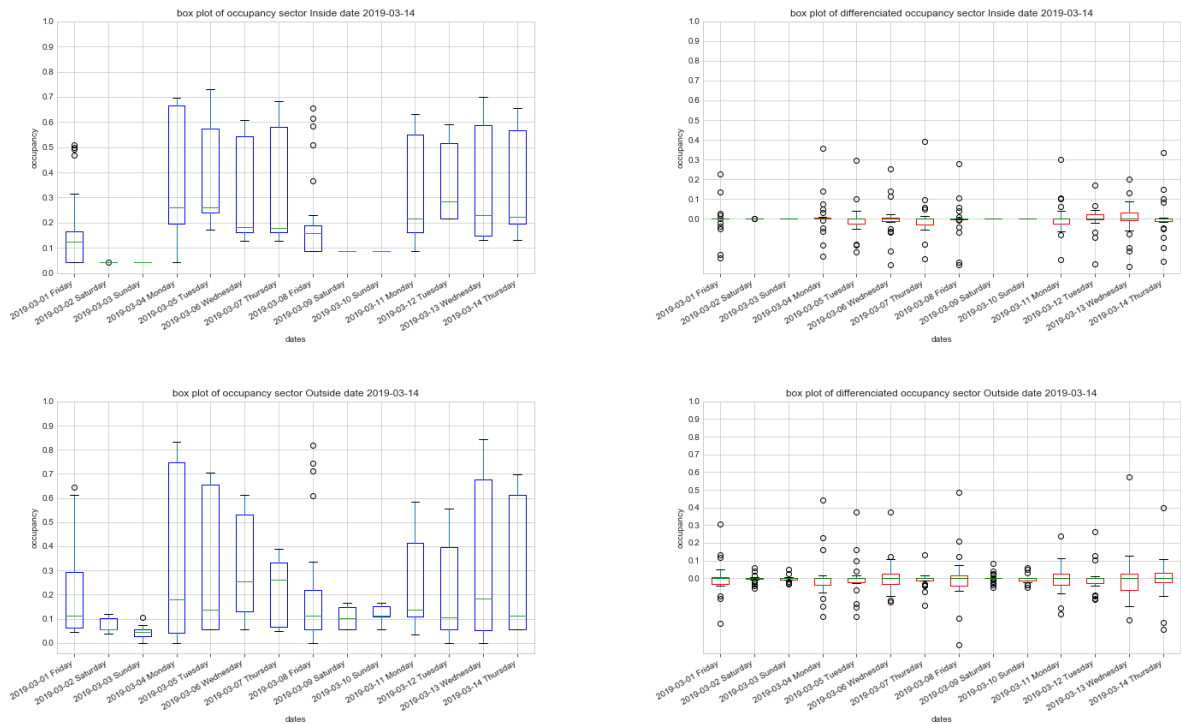 box plot of occupancy sector Inside date 2019-03-14
1.0
0.9
0.8
0.7
0.6
0.5
0.4
0.3
0.2
0.1
0.0
occupancy
2019-03-01 Friday
2019-03-02 Saturday
2019-03-03 Sunday
2019-03-04 Monday
2019-03-05 Tuesday
2019-03-06 Wednesday
2019-03-07 Thursday
2019-03-08 Friday
2019-03-09 Saturday
2019-03-10 Sunday
2019-03-11 Monday
2019-03-12 Tuesday
2019-03-13 Wednesday
2019-03-14 Thursday
dates
box plot of differenciated occupancy sector Inside date 2019-03-14
1.0
0.9
0.8
0.7
0.6
0.5
0.4
0.3
0.2
0.1
0.0
occupancy
2019-03-01 Friday
2019-03-02 Saturday
2019-03-03 Sunday
2019-03-04 Monday
2019-03-05 Tuesday
2019-03-06 Wednesday
2019-03-07 Thursday
2019-03-08 Friday
2019-03-09 Saturday
2019-03-10 Sunday
2019-03-11 Monday
2019-03-12 Tuesday
2019-03-13 Wednesday
2019-03-14 Thursday
dates
box plot of occupancy sector Outside date 2019-03-14
1.0
0.9
0.8
0.7
0.6
0.5
0.4
0.3
0.2
0.1
0.0
occupancy
2019-03-01 Friday
2019-03-02 Saturday
2019-03-03 Sunday
2019-03-04 Monday
2019-03-05 Tuesday
2019-03-06 Wednesday
2019-03-07 Thursday
2019-03-08 Friday
2019-03-09 Saturday
2019-03-10 Sunday
2019-03-11 Monday
2019-03-12 Tuesday
2019-03-13 Wednesday
2019-03-14 Thursday
dates
box plot of differenciated occupancy sector Outside date 2019-03-14
1.0
0.9
0.8
0.7
0.6
0.5
0.4
0.3
0.2
0.1
0.0
occupancy
2019-03-01 Friday
2019-03-02 Saturday
2019-03-03 Sunday
2019-03-04 Monday
2019-03-05 Tuesday
2019-03-06 Wednesday
2019-03-07 Thursday
2019-03-08 Friday
2019-03-09 Saturday
2019-03-10 Sunday
2019-03-11 Monday
2019-03-12 Tuesday
2019-03-13 Wednesday
2019-03-14 Thursday
dates